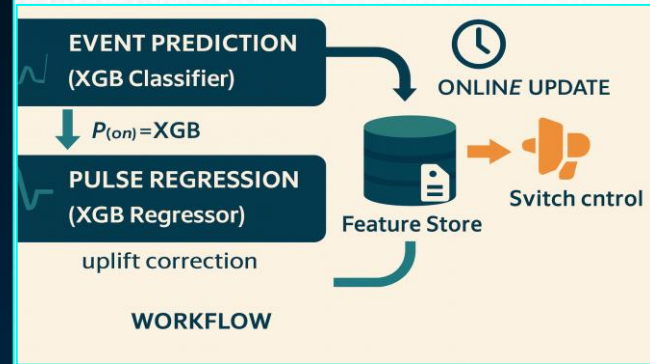 EVENT PREDICTION
(XGB Classifier)
P(on)=XGB
PULSE REGRESSION
(XGB Regressor)
uplift correction
WORKFLOW
ONLINE UPDATE
Feature Store
Svitch cntrol